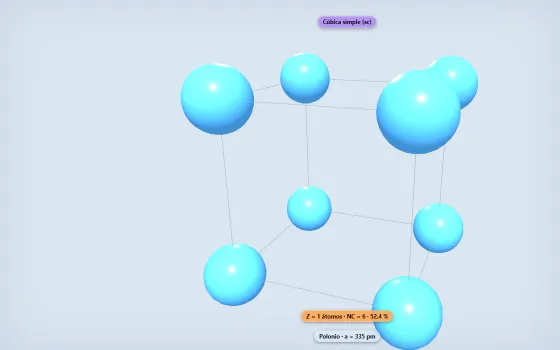 Cúbica simple (sc)
Z = 1 átomos · NC = 6 · 52,4 %
Polonio · a = 335 pm